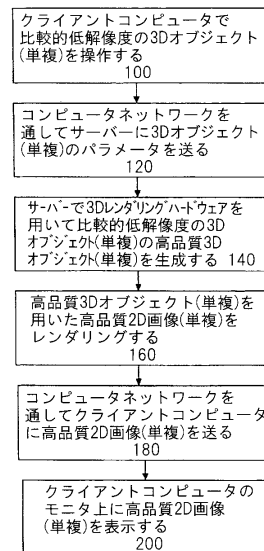 クライアントコンピュータで
比較的低解像度の3Dオブジェクト
(単複)を操作する
100
コンピュータネットワークを
通してサーバーに3Dオブジェクト
(単複)のパラメータを送る
120
サーバーで3Dレンダリングハードウェアを
用いて比較的低解像度の3D
オブジェクト(単複)の高品質3D
オブジェクト(単複)を生成する 140
高品質3Dオブジェクト(単複)を
用いた高品質2D画像(単複)を
レンダリングする
160
コンピュータネットワークを
通してクライアントコンピュータ
に高品質2D画像(単複)を送る
180
クライアントコンピュータの
モニタ上に高品質2D画像
(単複)を表示する
200